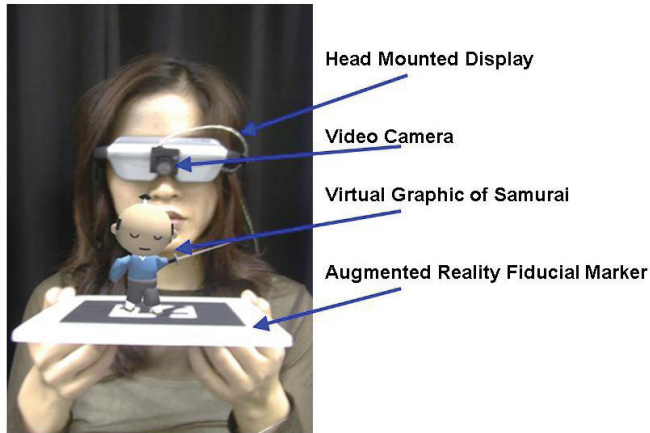 Head Mounted Display
Video Camera
Virtual Graphic of Samurai
Augmented Reality Fiducial Marker